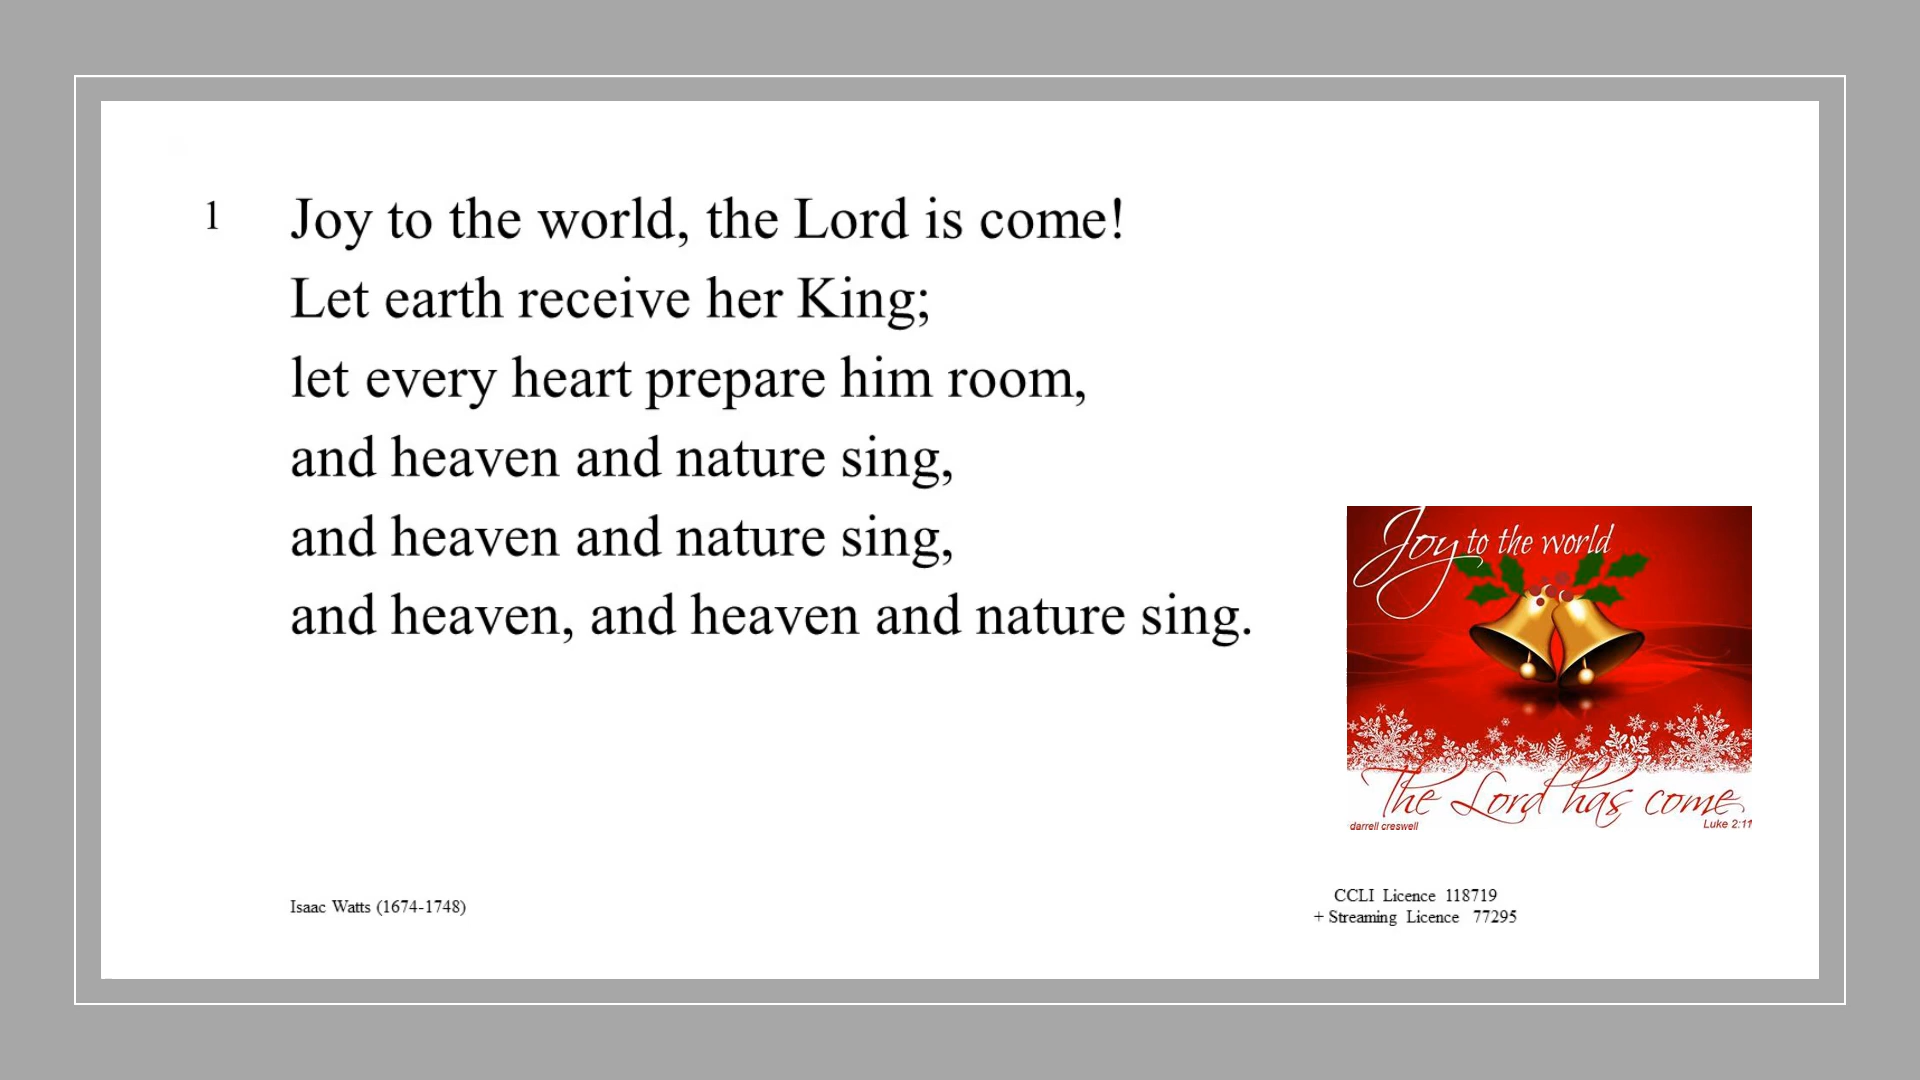 1 Joy to the world, the Lord is come!
Let earth receive her King;
let every heart prepare him room,
and heaven and nature sing,
and heaven and nature sing,
and heaven, and heaven and nature sing.
Joy to the world
The Lord has come
darrell creswell
Luke 2:11
Isaac Watts (1674-1748)
CCLI Licence 118719
+ Streaming Licence 77295